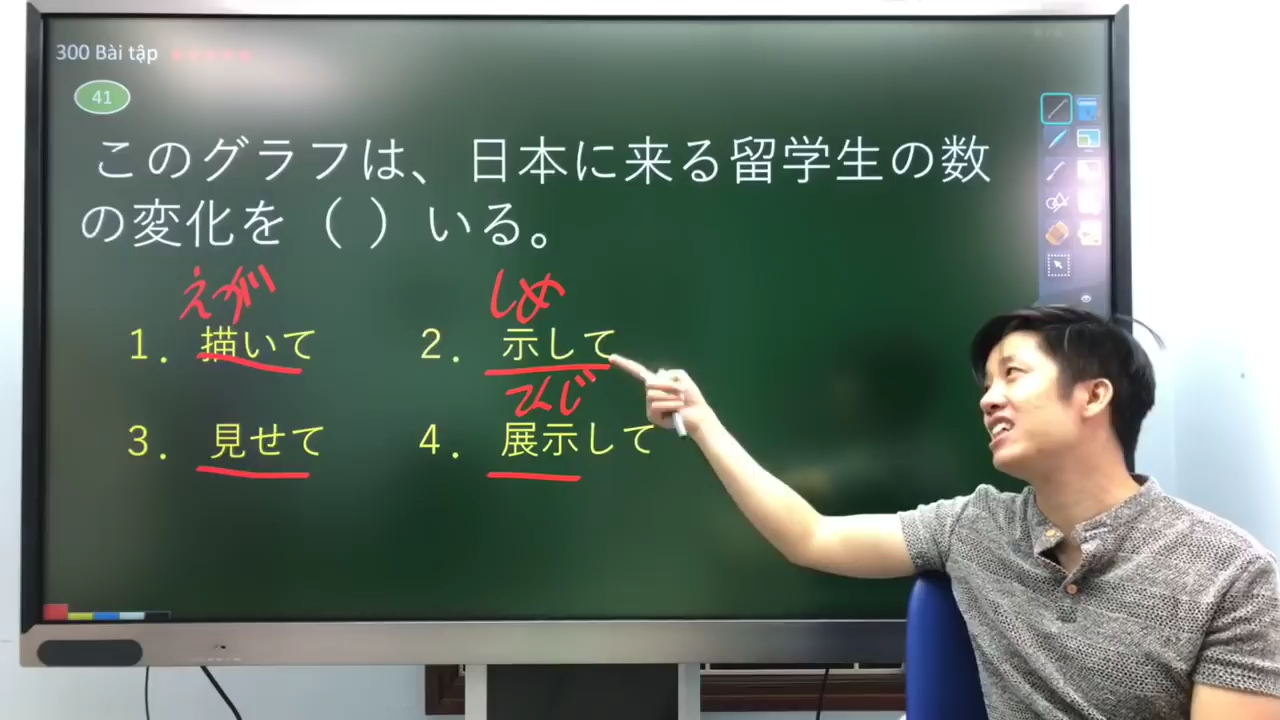 300 Bài tập
41
このグラフは、日本に来る留学生の数
の変化を（ ）いる。
えが しめ
1． 描いて 2． 示して
てんじ
3． 見せて 4． 展示して